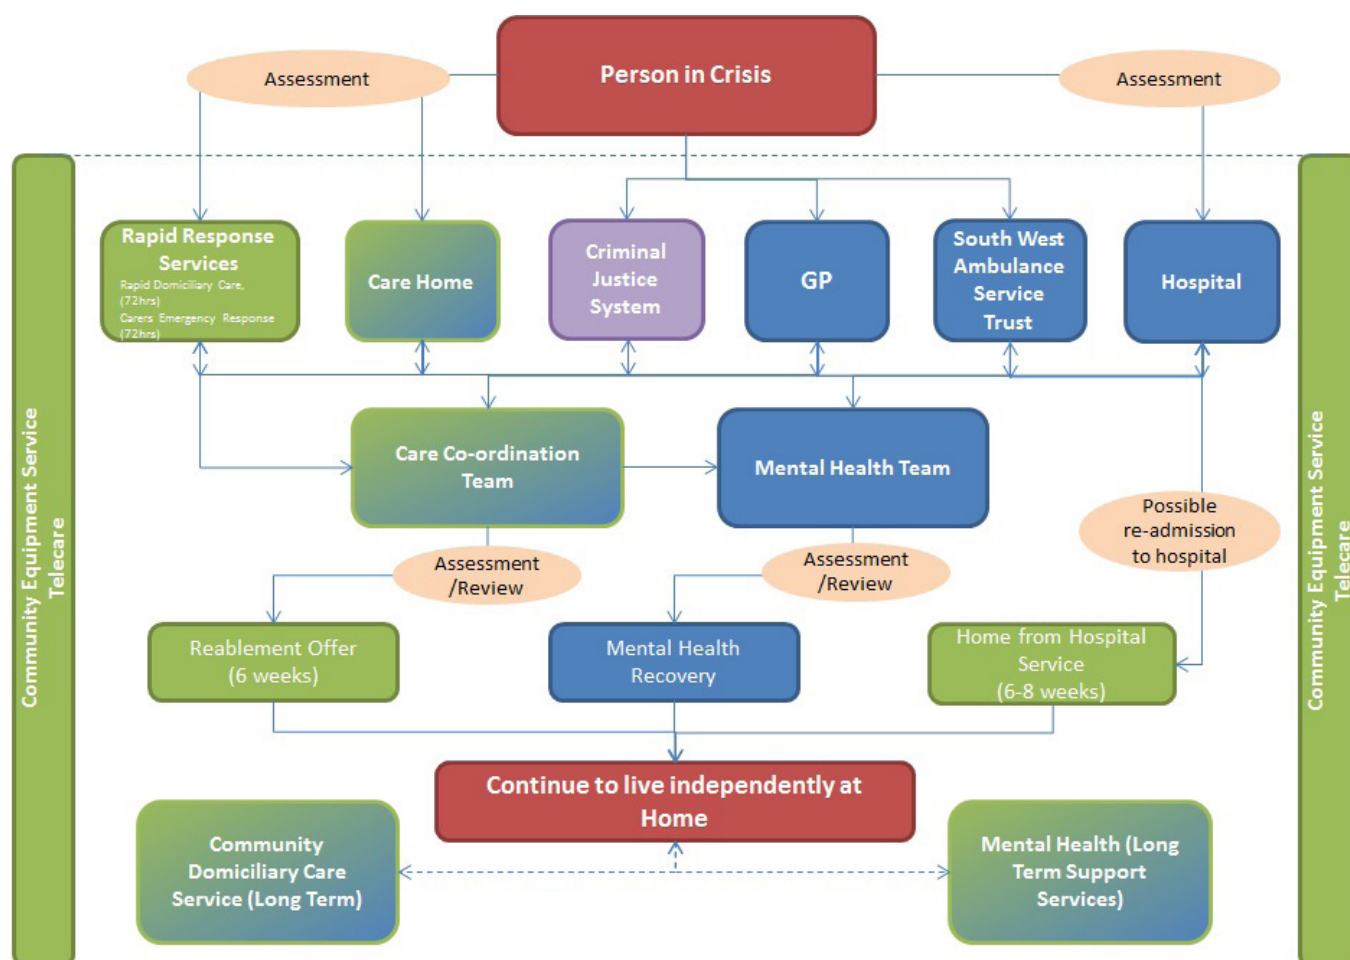 Person in Crisis
Assessment
Assessment
Rapid Response
Services
Rapid Domiciliary Care,
(72hrs)
Carers Emergency Response
(72hrs)
Care Home
Criminal
Justice
System
GP
South West
Ambulance
Service
Trust
Hospital
Community Equipment Service
Telecare
Care Co-ordination
Team
Mental Health Team
Possible
re-admission
to hospital
Community Equipment Service
Telecare
Assessment
/Review
Assessment
/Review
Reablement Offer
(6 weeks)
Mental Health
Recovery
Home from Hospital
Service
(6-8 weeks)
Continue to live independently at
Home
Community
Domiciliary Care
Service (Long Term)
Mental Health (Long
Term Support
Services)